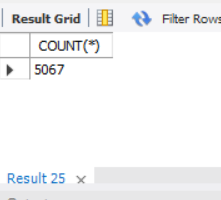 Result Grid Filter Rows
COUNT(*)
5067
Result 25 ×